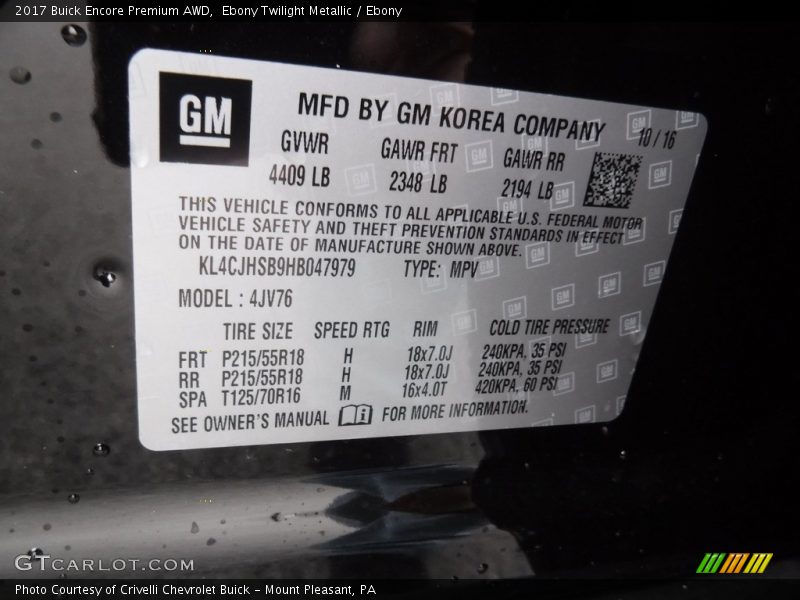 2017 Buick Encore Premium AWD, Ebony Twilight Metallic / Ebony
GM
MFD BY GM KOREA COMPANY
10/16
GVWR GAWR FRT GAWR RR
4409 LB 2348 LB 2194 LB
THIS VEHICLE CONFORMS TO ALL APPLICABLE U.S. FEDERAL MOTOR
VEHICLE SAFETY AND THEFT PREVENTION STANDARDS IN EFFECT
ON THE DATE OF MANUFACTURE SHOWN ABOVE.
KL4CJHSB9HB047979 TYPE: MPV
MODEL : 4JV76
TIRE SIZE SPEED RTG RIM COLD TIRE PRESSURE
FRT P215/55R18 H 18x7.0J 240KPA, 35 PSI
RR P215/55R18 H 18x7.0J 240KPA, 35 PSI
SPA T125/70R16 M 16x4.0T 420KPA, 60 PSI
SEE OWNER'S MANUAL FOR MORE INFORMATION.
GTCARLOT.COM
Photo Courtesy of Crivelli Chevrolet Buick – Mount Pleasant, PA